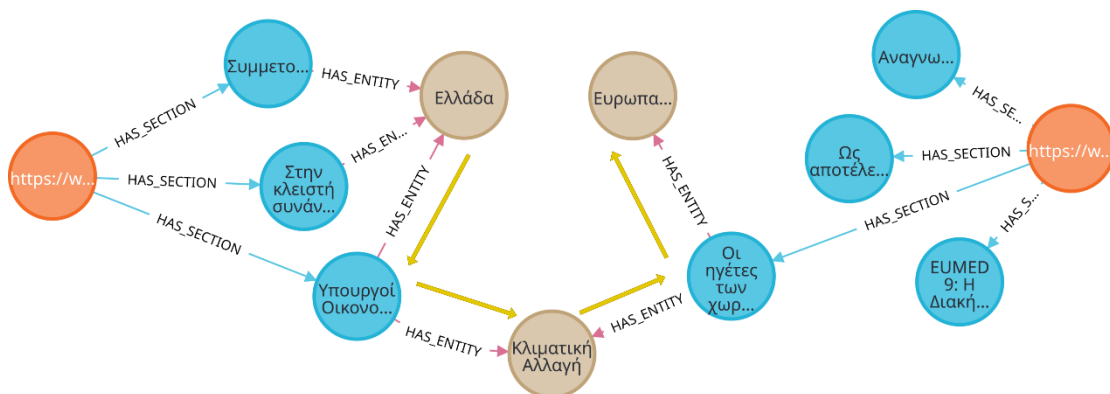 Συμμετο...
HAS_ENTITY
Ελλάδα
Ευρωπα...
Αναγνω...
HAS_SECTION
HAS_EN...
HAS_SE...
https://w...
HAS_SECTION
Στην
κλειστή
συνάν...
HAS_ENTITY
HAS_ENTITY
Ως
αποτέλε...
HAS_SECTION
https://w...
HAS_SECTION
HAS_SECTION
HAS_S...
Υπουργοί
Οικονο...
Οι
ηγέτες
των
χωρ...
EUMED
9: Η
Διακή...
HAS_ENTITY
HAS_ENTITY
Κλιματική
Αλλαγή